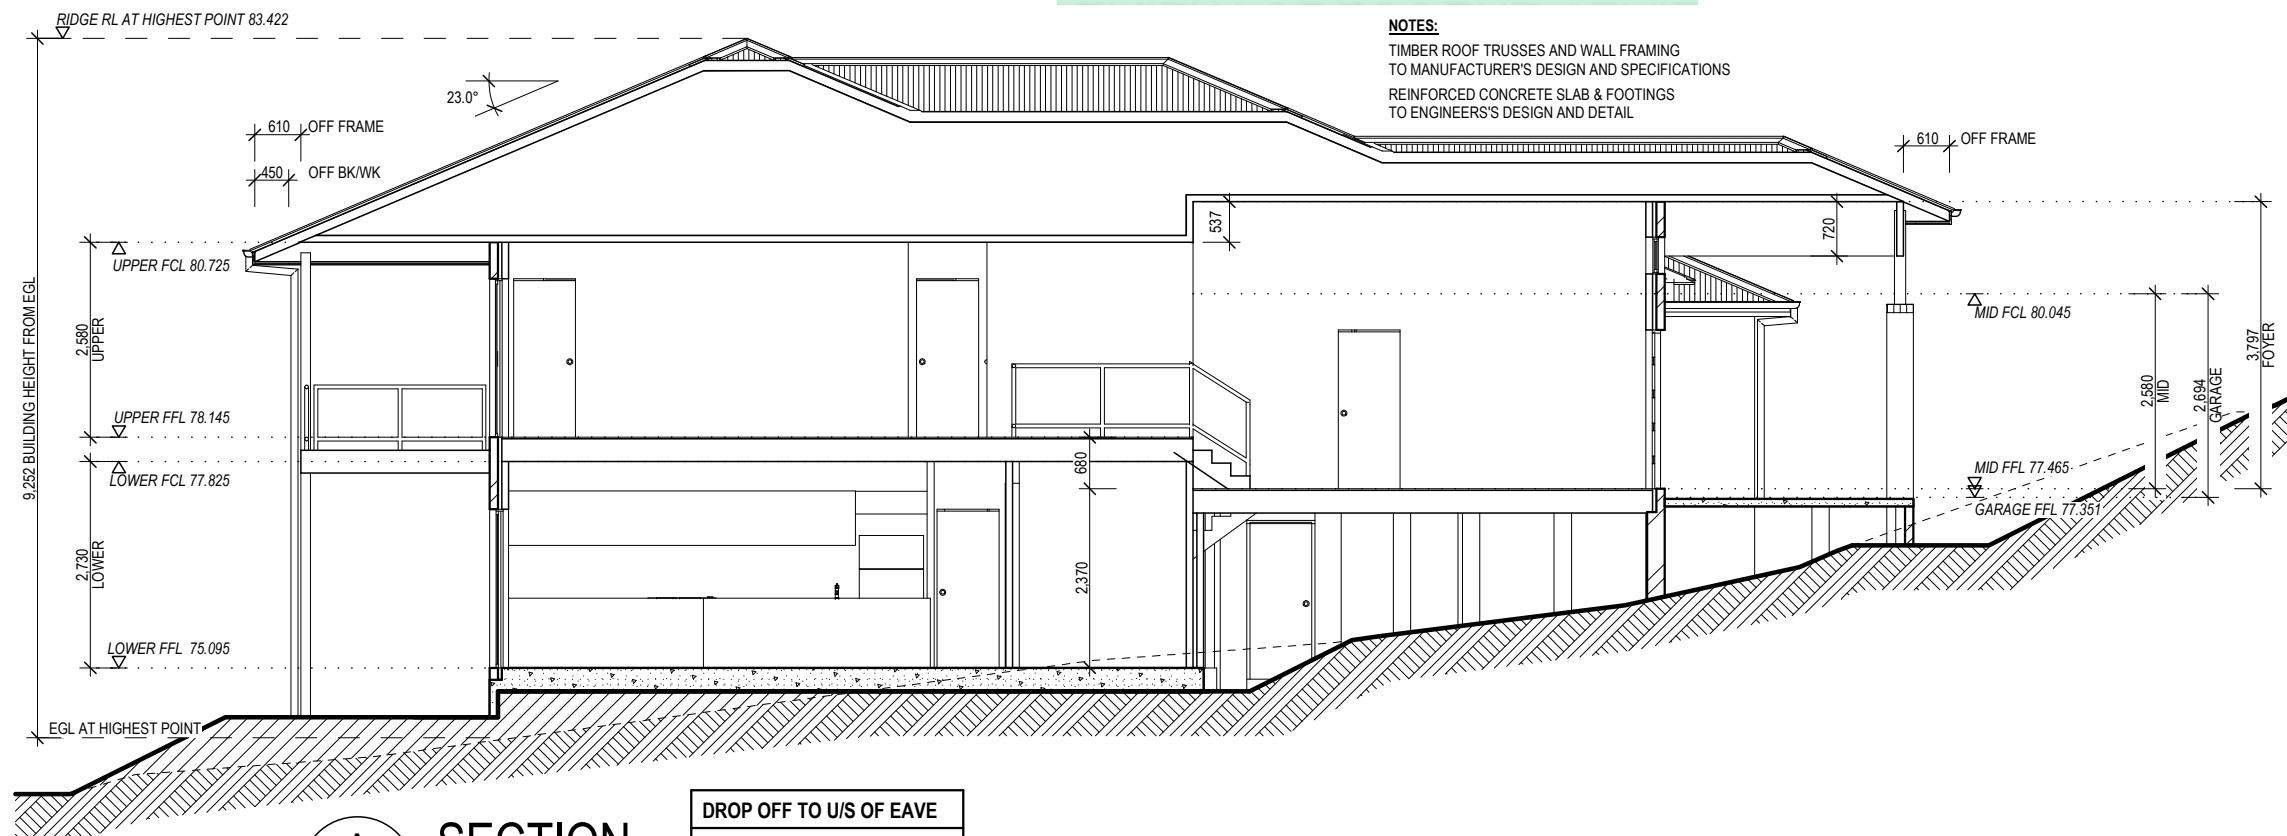 RIDGE RL AT HIGHEST POINT 83.422
NOTES:
TIMBER ROOF TRUSSES AND WALL FRAMING
TO MANUFACTURER'S DESIGN AND SPECIFICATIONS
REINFORCED CONCRETE SLAB & FOOTINGS
TO ENGINEERS'S DESIGN AND DETAIL
23.0°
610 OFF FRAME
450 OFF BK/WK
610 OFF FRAME
537
720
UPPER FCL 80.725
MID FCL 80.045
9,252 BUILDING HEIGHT FROM EGL
2,580
UPPER
2,580
MID
2,694
GARAGE
3,797
FOYER
UPPER FFL 78.145
LOWER FCL 77.825
680
MID FFL 77.465
GARAGE FFL 77.351
2,730
LOWER
2,370
LOWER FFL 75.095
EGL AT HIGHEST POINT
A
SECTION
DROP OFF TO U/S OF EAVE